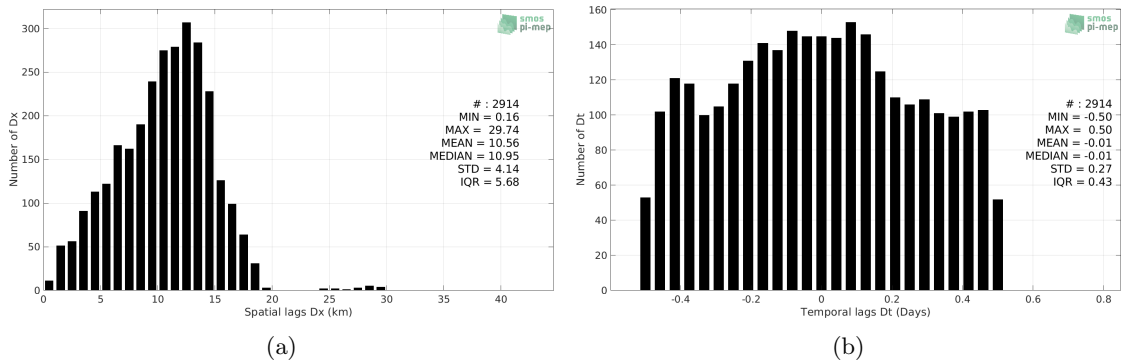 300
250
200
150
100
50
0
Number of Dx
smos
pi-mep
# : 2914
MIN = 0.16
MAX = 29.74
MEAN = 10.56
MEDIAN = 10.95
STD = 4.14
IQR = 5.68
0 5 10 15 20 25 30 35 40
Spatial lags Dx (km)
(a)
160
140
120
100
80
60
40
20
0
Number of Dt
smos
pi-mep
# : 2914
MIN = -0.50
MAX = 0.50
MEAN = -0.01
MEDIAN = -0.01
STD = 0.27
IQR = 0.43
-0.4 -0.2 0 0.2 0.4 0.6 0.8
Temporal lags Dt (Days)
(b)